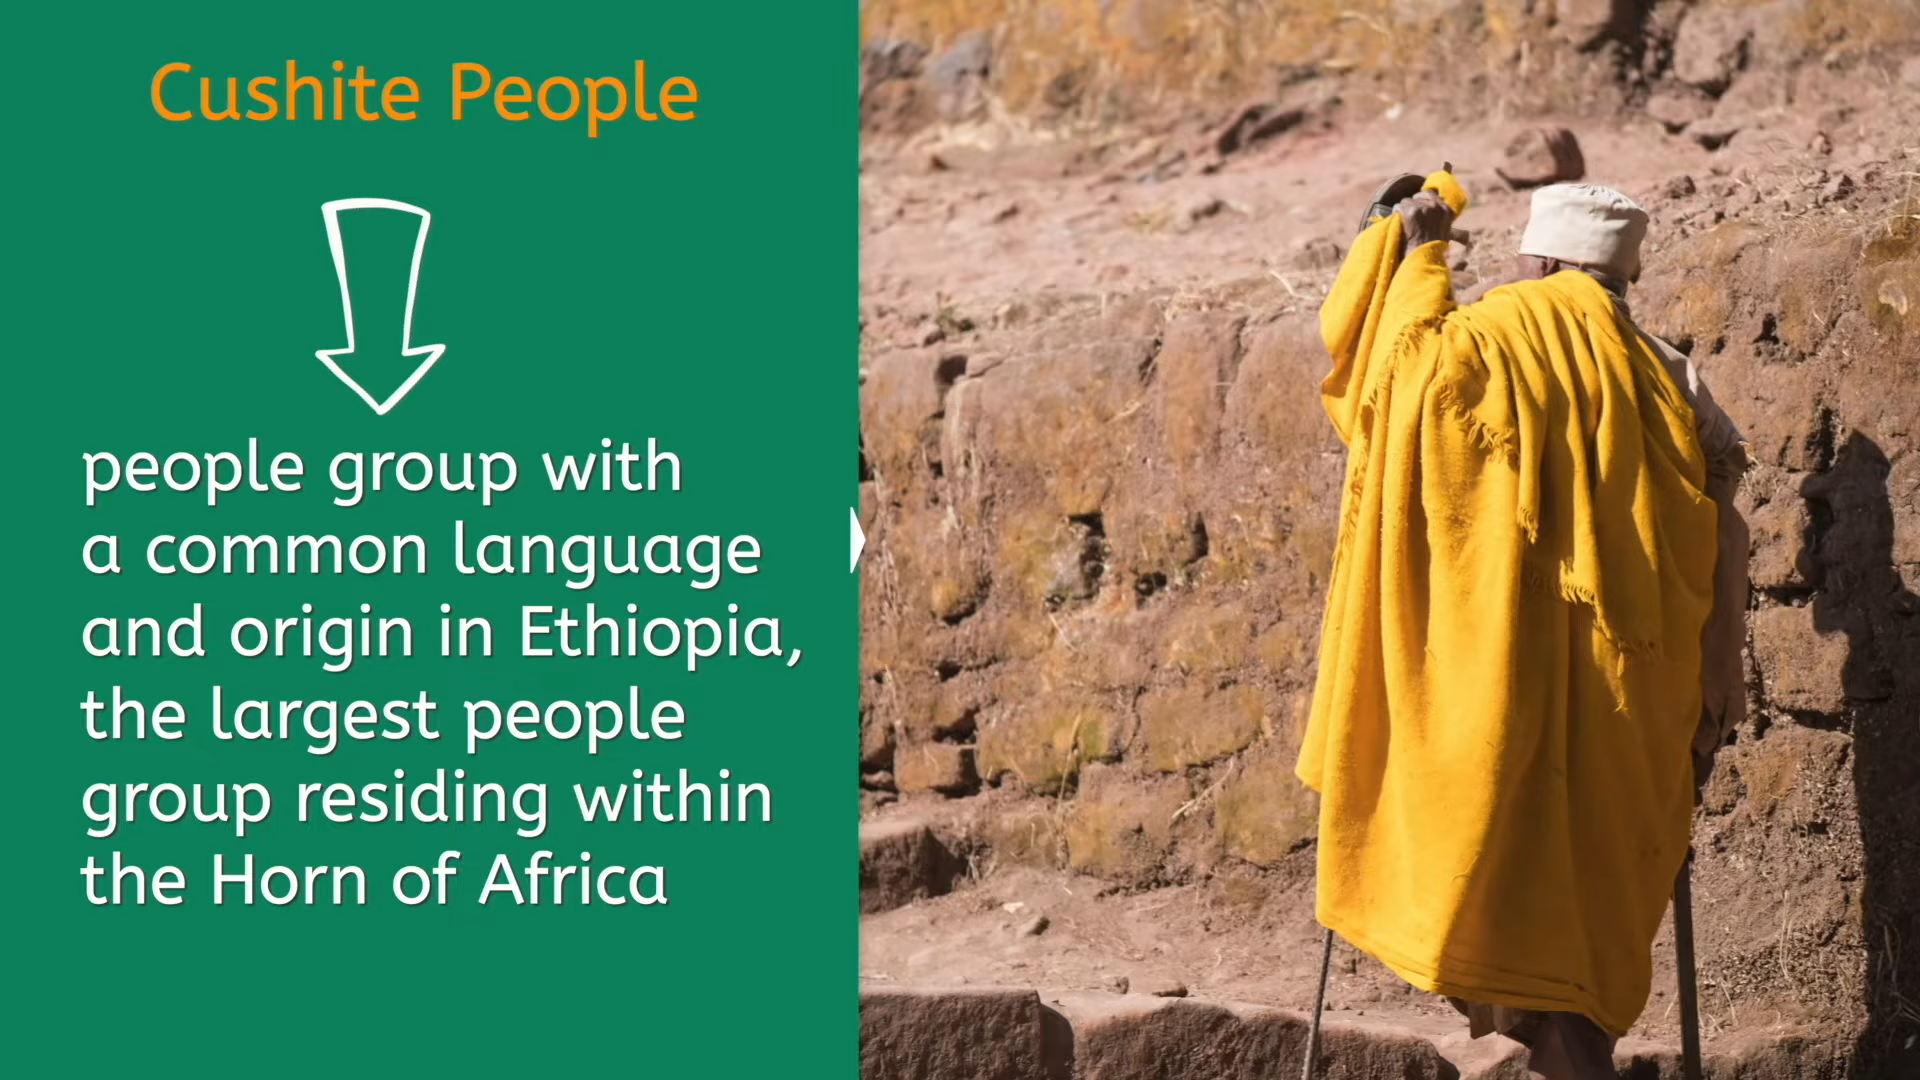 Cushite People
people group with
a common language
and origin in Ethiopia,
the largest people
group residing within
the Horn of Africa